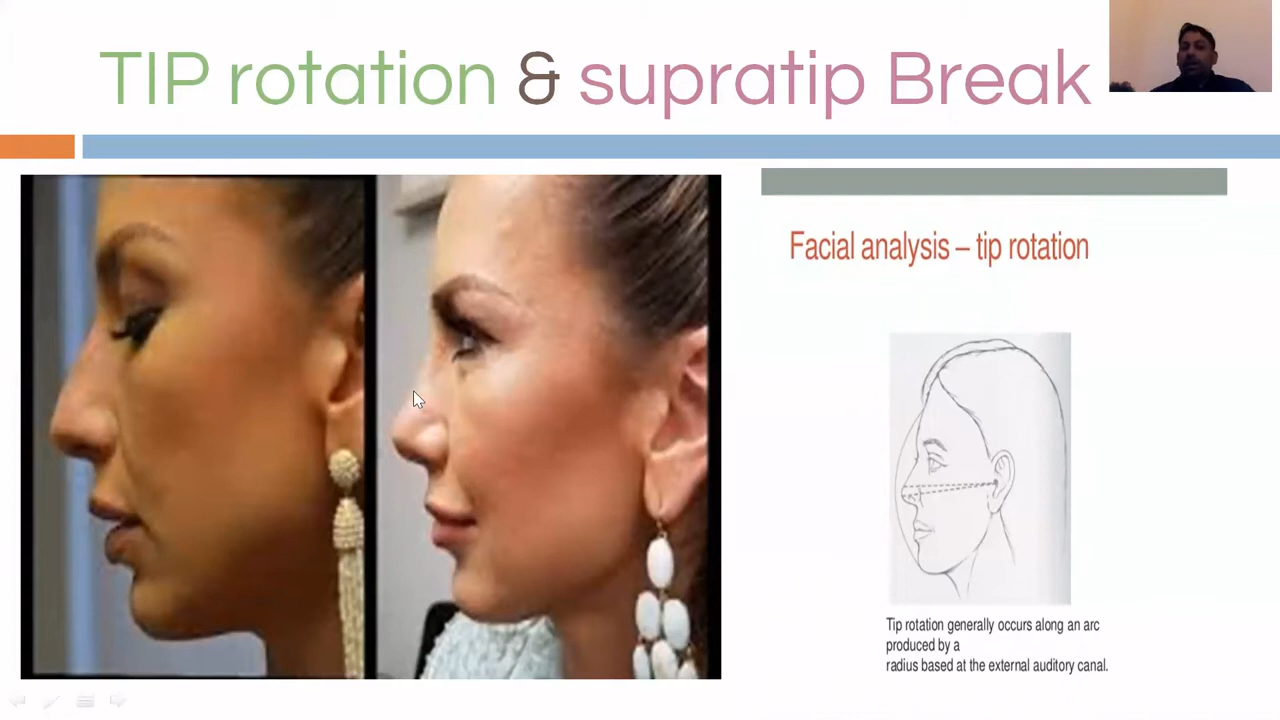 TIP rotation & supratip Break
Facial analysis – tip rotation
Tip rotation generally occurs along an arc
produced by a
radius based at the external auditory canal.